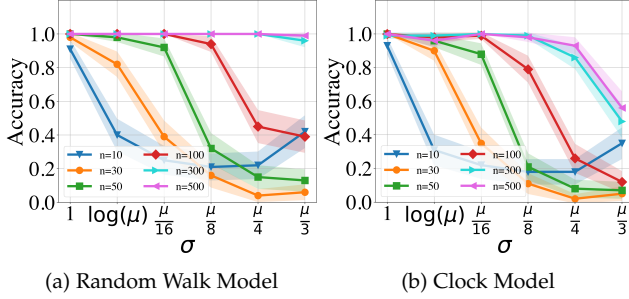 Accuracy
1.0
0.8
0.6
0.4
0.2
0.0
n=10 n=100
n=30 n=300
n=50 n=500
1 log(μ) μ/16 μ/8 μ/4 μ/3
σ
(a) Random Walk Model
Accuracy
1.0
0.8
0.6
0.4
0.2
0.0
n=10 n=100
n=30 n=300
n=50 n=500
1 log(μ) μ/16 μ/8 μ/4 μ/3
σ
(b) Clock Model